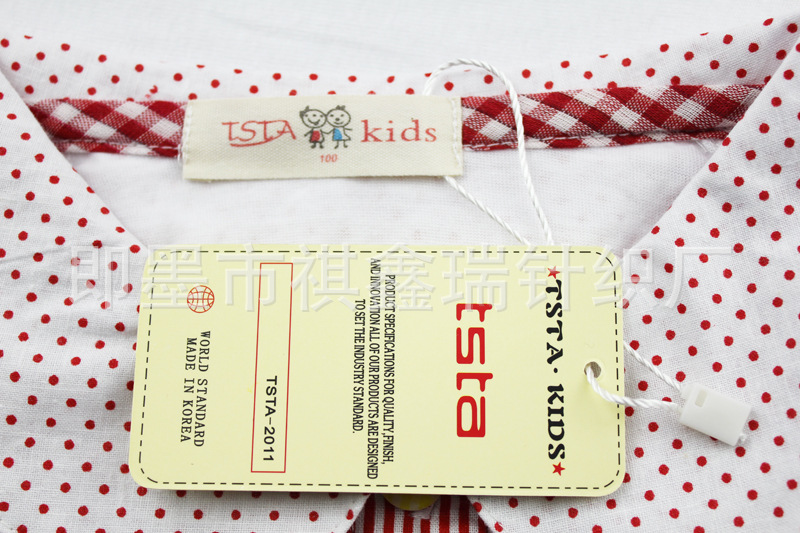 TSTA kids
100
即墨市祺鑫瑞针织厂
★TSTA·KIDS★
tsta
PRODUCT SPECIFICATIONS FOR QUALITY,FINISH,
AND INNOVATION.ALL OF OUR PRODUCTS ARE DESIGNED
TO SET THE INDUSTRY STANDARD.
TSTA-2011
WORLD STANDARD
MADE IN KOREA